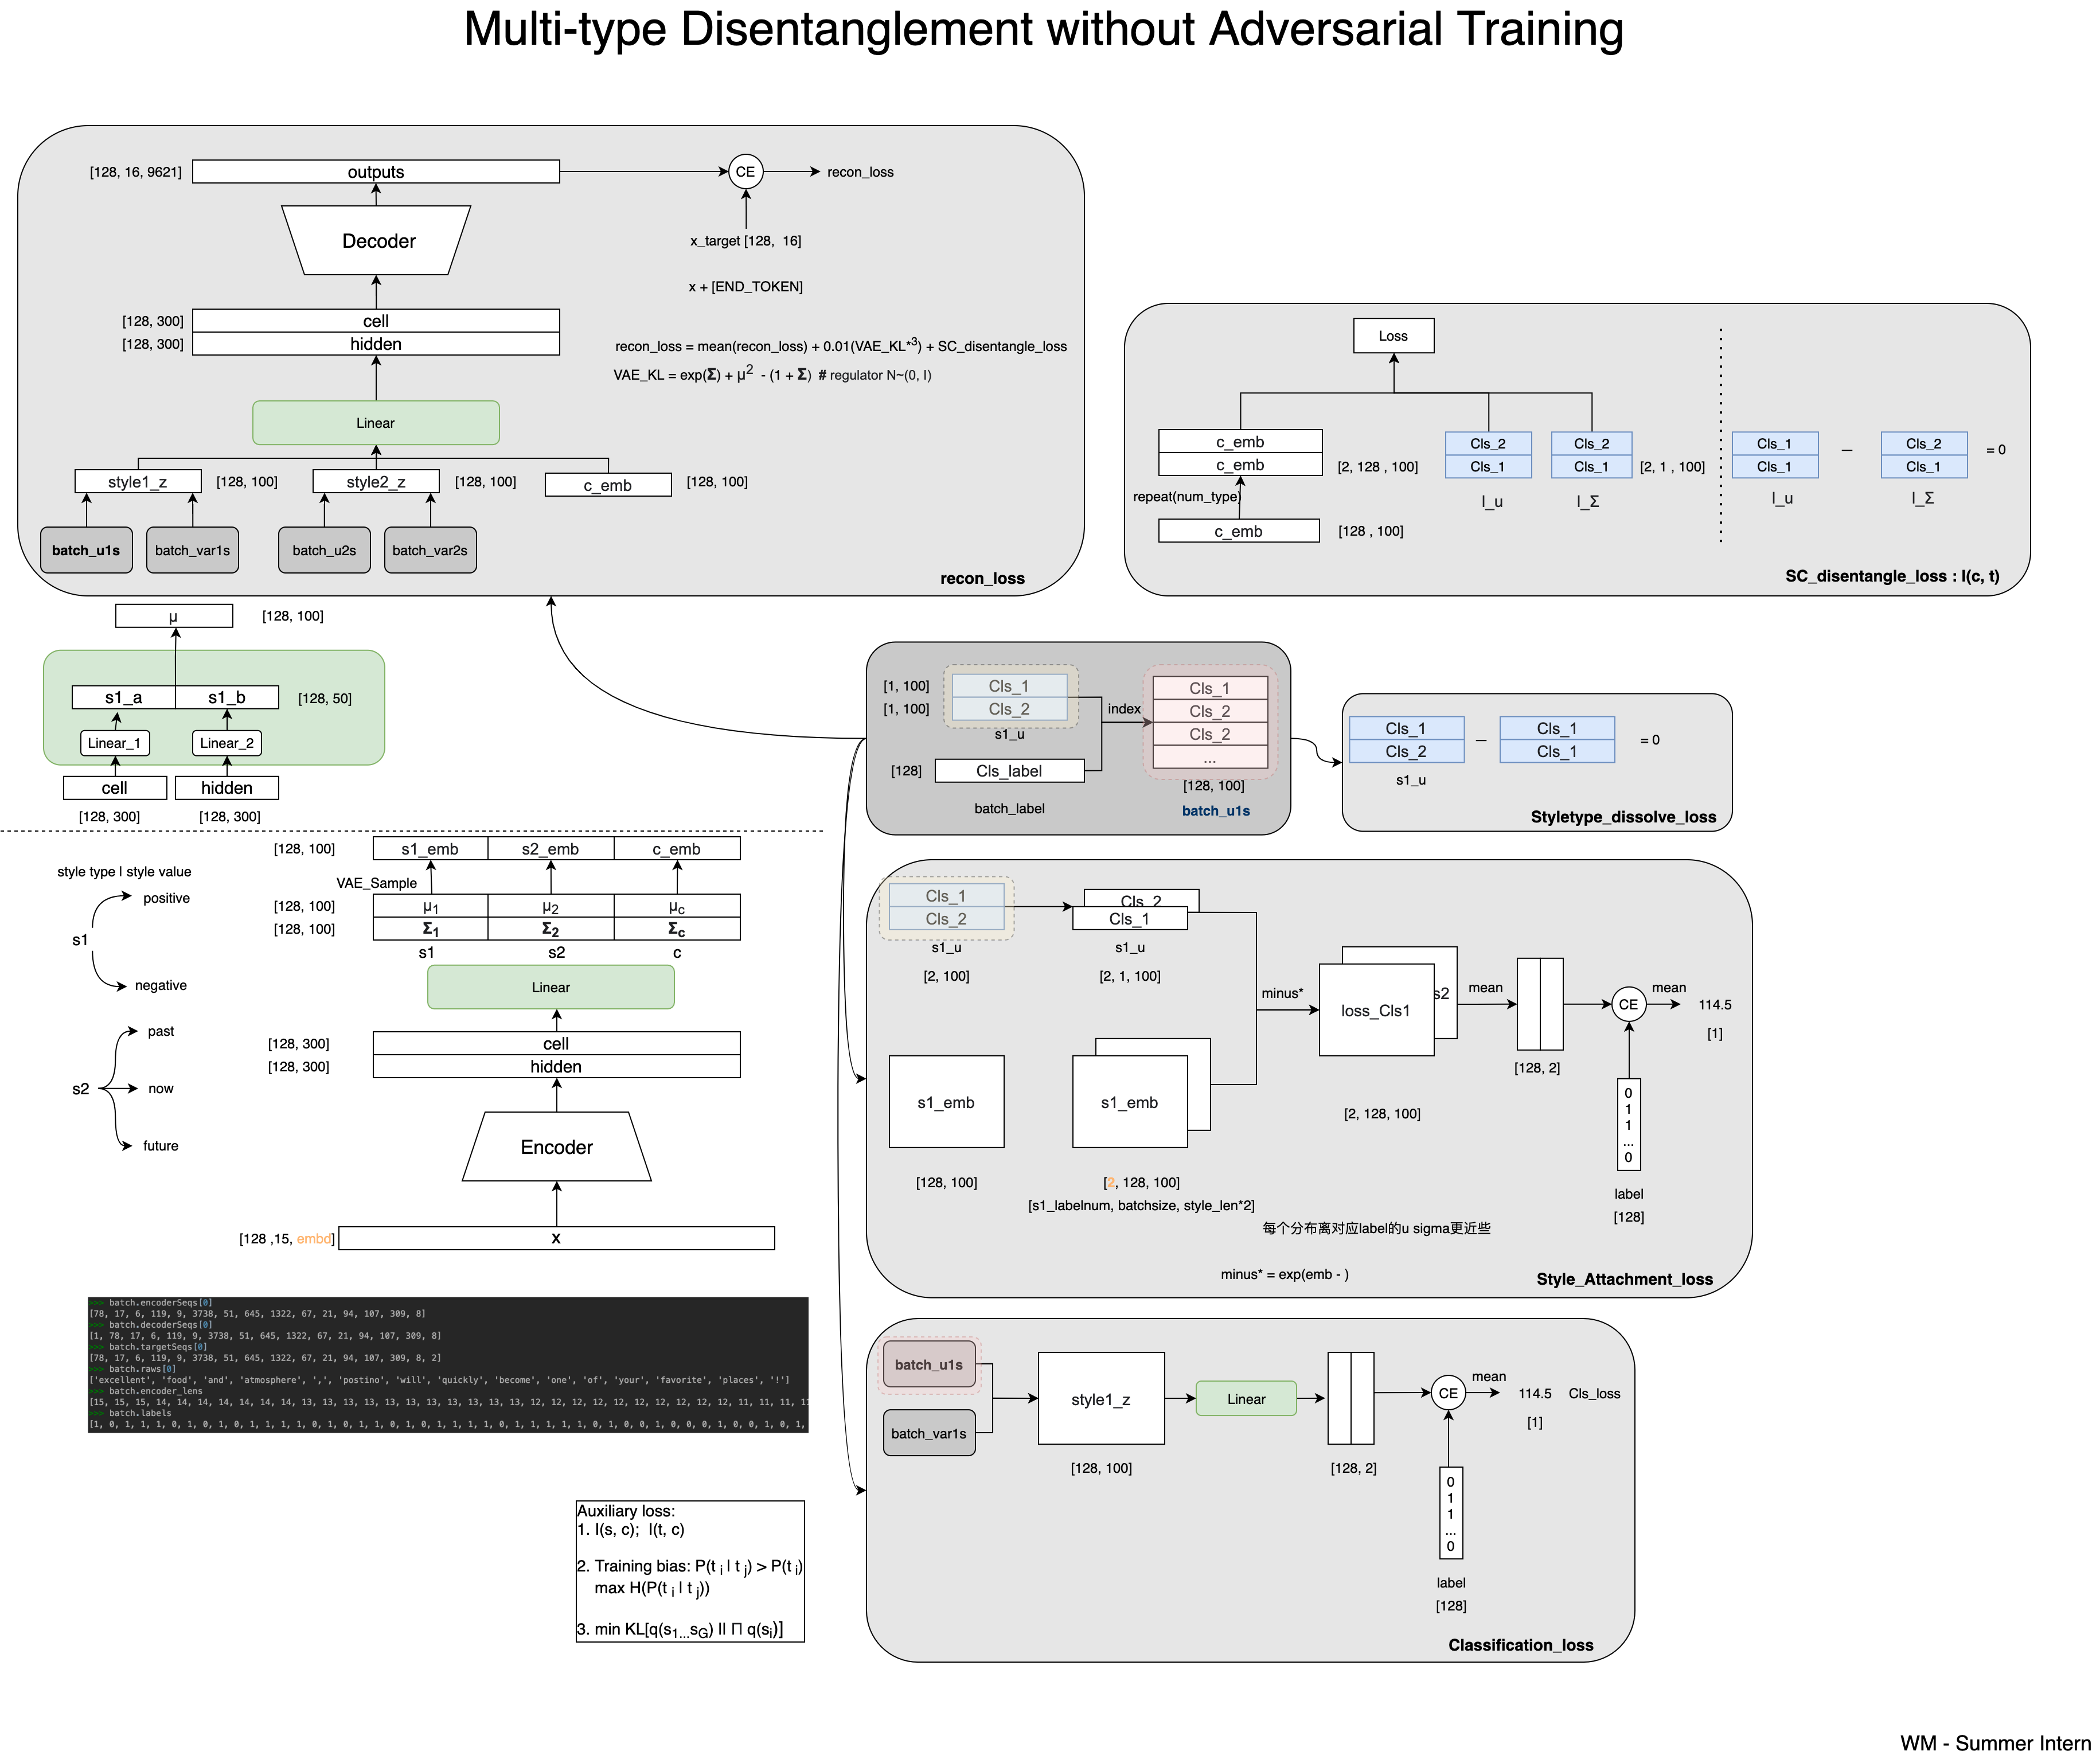 Multi-type Disentanglement without Adversarial Training
[128, 16, 9621]
outputs
CE
recon_loss
Decoder
x_target [128, 16]
x + [END_TOKEN]
[128, 300]
cell
[128, 300]
hidden
recon_loss = mean(recon_loss) + 0.01(VAE_KL*3) + SC_disentangle_loss
VAE_KL = exp(Σ) + μ2 - (1 + Σ) # regulator N~(0, I)
Linear
style1_z
[128, 100]
style2_z
[128, 100]
c_emb
[128, 100]
batch_u1s
batch_var1s
batch_u2s
batch_var2s
recon_loss
Loss
c_emb
c_emb
[2, 128 , 100]
repeat(num_type)
c_emb
[128 , 100]
Cls_2
Cls_1
l_u
Cls_2
Cls_1
l_Σ
[2, 1 , 100]
Cls_1
Cls_1
l_u
–
Cls_2
Cls_1
l_Σ
= 0
SC_disentangle_loss : I(c, t)
μ
[128, 100]
s1_a
s1_b
[128, 50]
Linear_1
Linear_2
cell
hidden
[128, 300]
[128, 300]
[1, 100]
[1, 100]
Cls_1
Cls_2
s1_u
index
[128]
Cls_label
batch_label
Cls_1
Cls_2
Cls_2
...
[128, 100]
batch_u1s
Cls_1
Cls_2
s1_u
–
Cls_1
Cls_1
= 0
Styletype_dissolve_loss
style type | style value
s1
positive
negative
s2
past
now
future
[128, 100]
s1_emb
s2_emb
c_emb
VAE_Sample
[128, 100]
μ1
μ2
μc
[128, 100]
Σ1
Σ2
Σc
s1
s2
c
Linear
[128, 300]
cell
[128, 300]
hidden
Encoder
[128 ,15, embd]
x
Cls_1
Cls_2
s1_u
[2, 100]
Cls_2
Cls_1
s1_u
[2, 1, 100]
minus*
s1_emb
[128, 100]
s1_emb
[2, 128, 100]
[s1_labelnum, batchsize, style_len*2]
loss_Cls1
s2
[2, 128, 100]
mean
[128, 2]
CE
mean
114.5
[1]
0
1
1
...
0
label
[128]
每个分布离对应label的u sigma更近些
minus* = exp(emb - )
Style_Attachment_loss
>>> batch.encoderSeqs[0]
[78, 17, 6, 119, 9, 3738, 51, 645, 1322, 67, 21, 94, 107, 309, 8]
>>> batch.decoderSeqs[0]
[1, 78, 17, 6, 119, 9, 3738, 51, 645, 1322, 67, 21, 94, 107, 309, 8]
>>> batch.targetSeqs[0]
[78, 17, 6, 119, 9, 3738, 51, 645, 1322, 67, 21, 94, 107, 309, 8, 2]
>>> batch.raws[0]
['excellent', 'food', 'and', 'atmosphere', ',', 'postino', 'will', 'quickly', 'become', 'one', 'of', 'your', 'favorite', 'places', '!']
>>> batch.encoder_lens
[15, 15, 15, 14, 14, 14, 14, 14, 14, 14, 13, 13, 13, 13, 13, 13, 13, 13, 13, 13, 13, 12, 12, 12, 12, 12, 12, 12, 12, 12, 12, 11, 11, 11, 11
>>> batch.labels
[1, 0, 1, 1, 1, 0, 1, 0, 1, 0, 1, 1, 1, 1, 0, 1, 0, 1, 1, 0, 1, 0, 1, 1, 1, 1, 0, 1, 1, 1, 1, 1, 0, 1, 0, 0, 1, 0, 0, 0, 1, 0, 0, 1, 0, 1,
batch_u1s
batch_var1s
style1_z
[128, 100]
Linear
[128, 2]
CE
mean
114.5
[1]
Cls_loss
0
1
1
...
0
label
[128]
Classification_loss
Auxiliary loss:
1. I(s, c); I(t, c)
2. Training bias: P(t i | t j) > P(t i)
max H(P(t i | t j))
3. min KL[q(s1...sG) || Π q(si)]
WM - Summer Intern